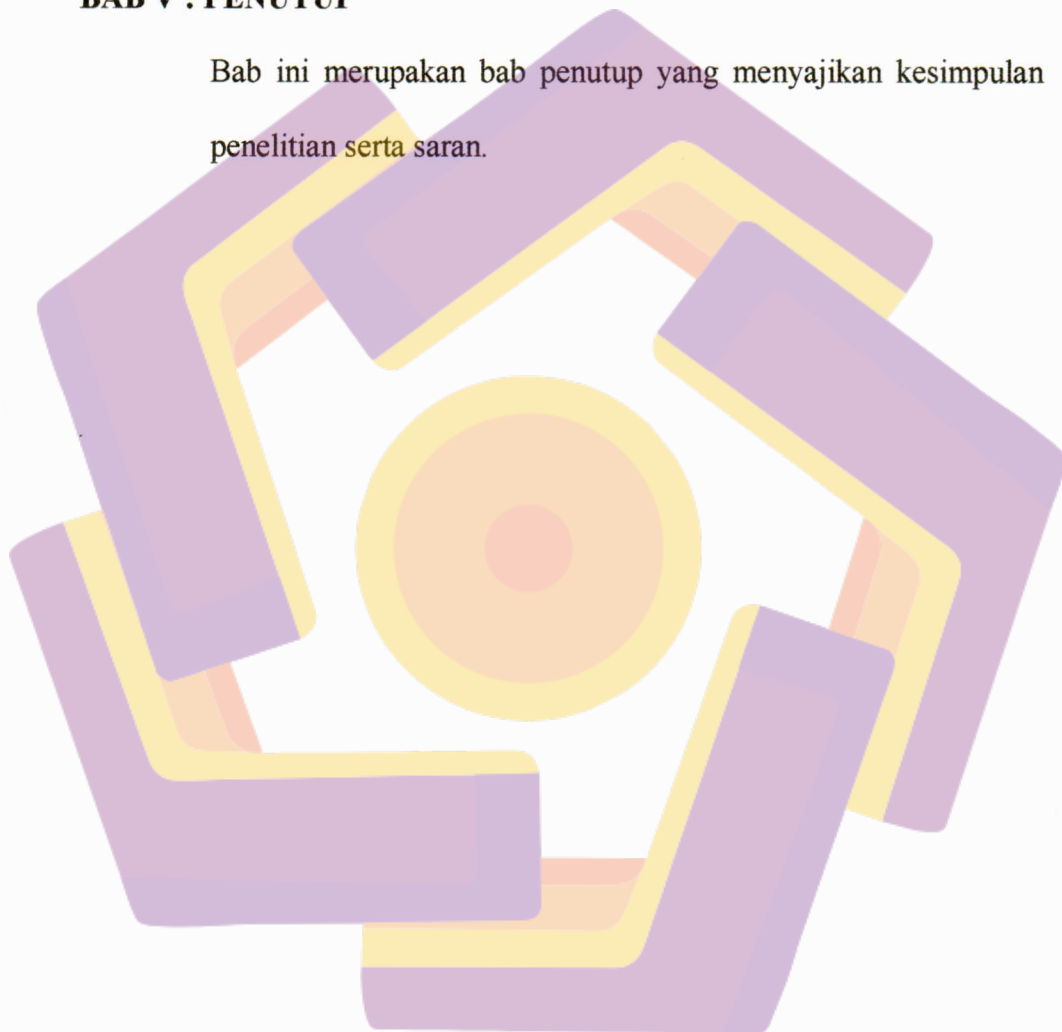 BAB V : PENUTUP
Bab ini merupakan bab penutup yang menyajikan kesimpulan
penelitian serta saran.